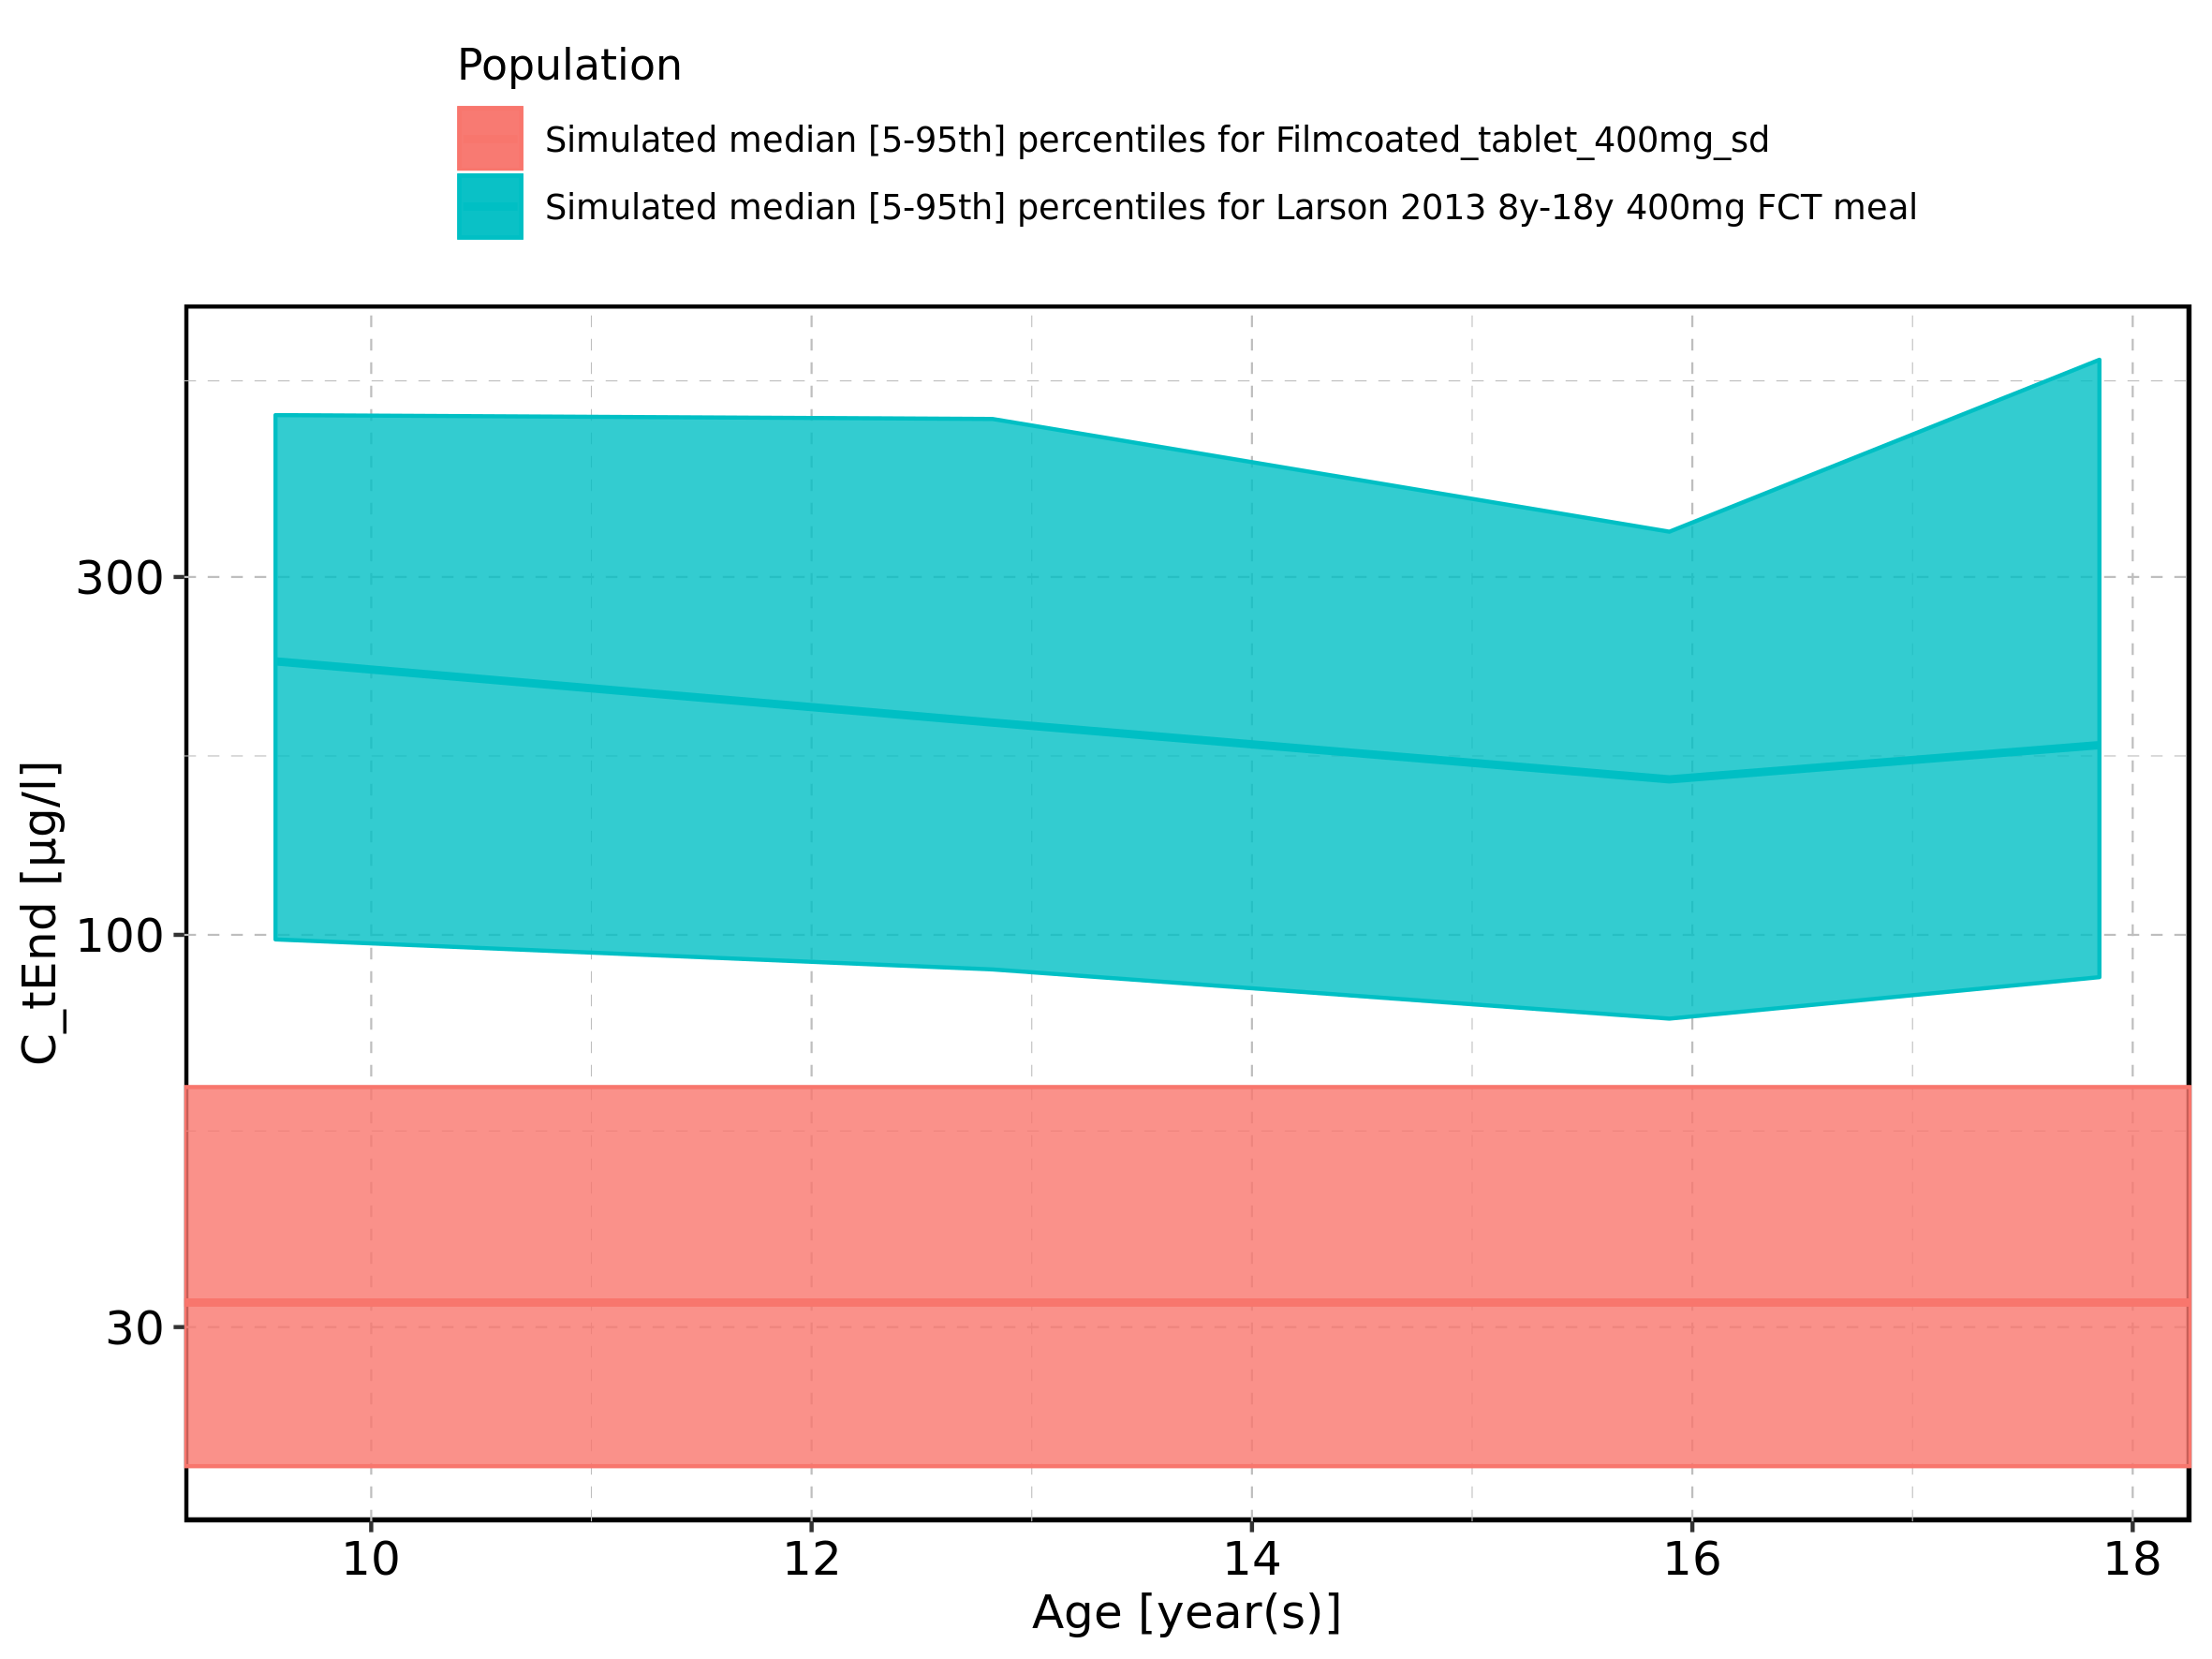 Population
Simulated median [5-95th] percentiles for Filmcoated_tablet_400mg_sd
Simulated median [5-95th] percentiles for Larson 2013 8y-18y 400mg FCT meal
C_tEnd [µg/l]
300
100
30
10 12 14 16 18
Age [year(s)]